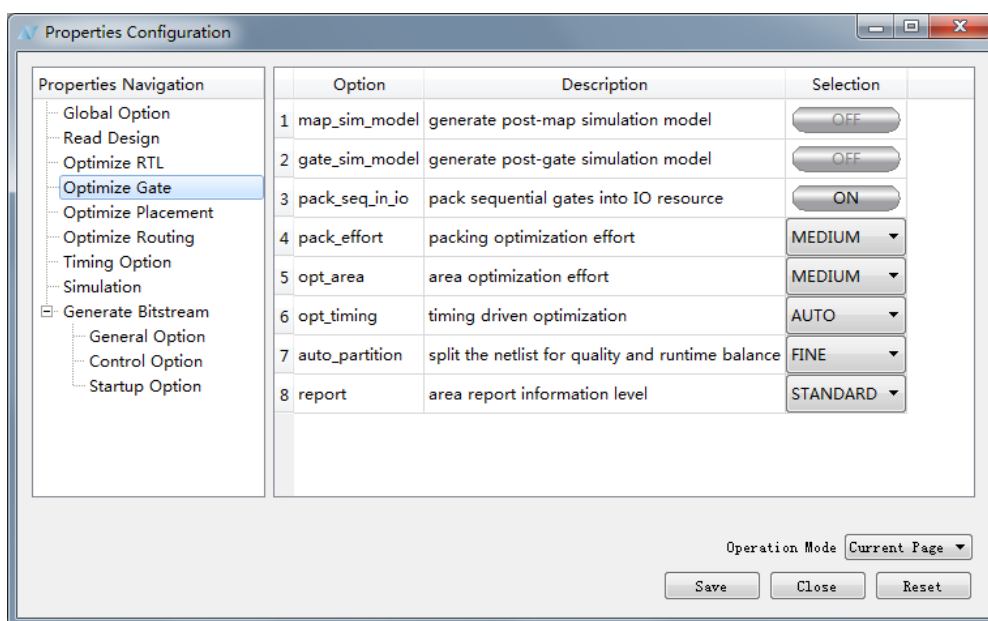 Properties Configuration
Properties Navigation
Global Option
Read Design
Optimize RTL
Optimize Gate
Optimize Placement
Optimize Routing
Timing Option
Simulation
Generate Bitstream
General Option
Control Option
Startup Option
Option Description Selection
1 map_sim_model generate post-map simulation model OFF
2 gate_sim_model generate post-gate simulation model OFF
3 pack_seq_in_io pack sequential gates into IO resource ON
4 pack_effort packing optimization effort MEDIUM
5 opt_area area optimization effort MEDIUM
6 opt_timing timing driven optimization AUTO
7 auto_partition split the netlist for quality and runtime balance FINE
8 report area report information level STANDARD
Operation Mode Current Page
Save Close Reset